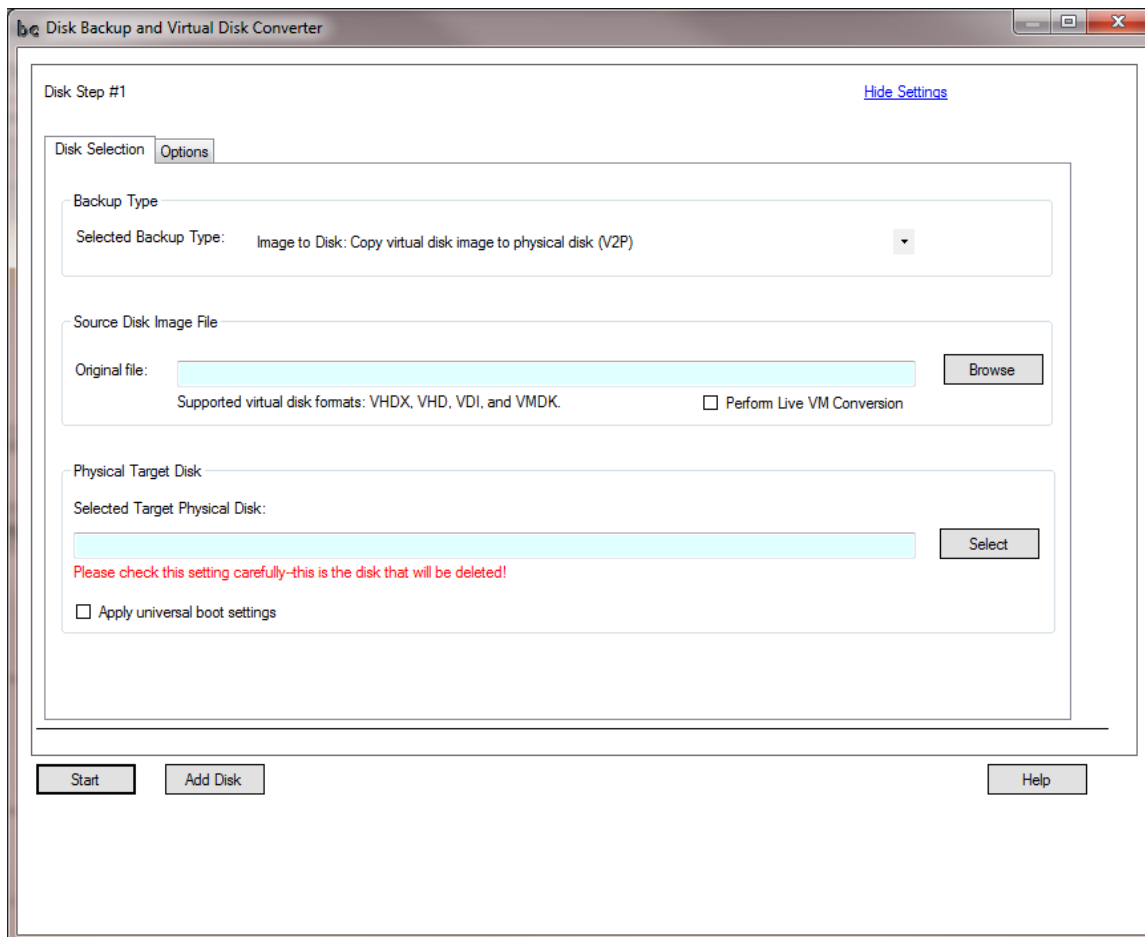 Disk Backup and Virtual Disk Converter
Disk Step #1
Hide Settings
Disk Selection
Options
Backup Type
Selected Backup Type:
Image to Disk: Copy virtual disk image to physical disk (V2P)
Source Disk Image File
Original file:
Browse
Supported virtual disk formats: VHDX, VHD, VDI, and VMDK.
Perform Live VM Conversion
Physical Target Disk
Selected Target Physical Disk:
Select
Please check this setting carefully--this is the disk that will be deleted!
Apply universal boot settings
Start
Add Disk
Help